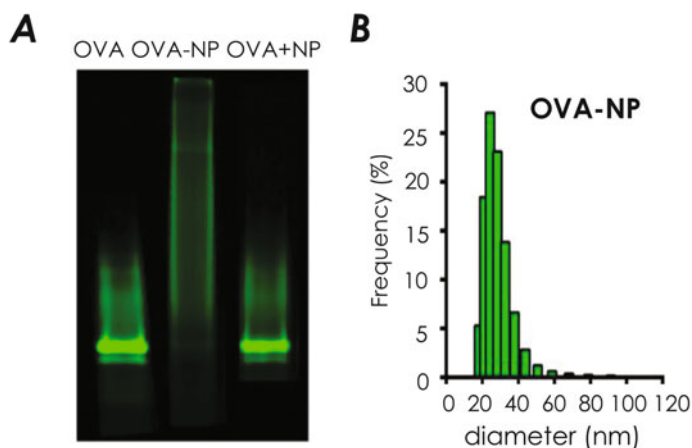 A
OVA OVA-NP OVA+NP
B
OVA-NP
Frequency (%)
30
25
20
15
10
5
0
0 20 40 60 80 100 120
diameter (nm)